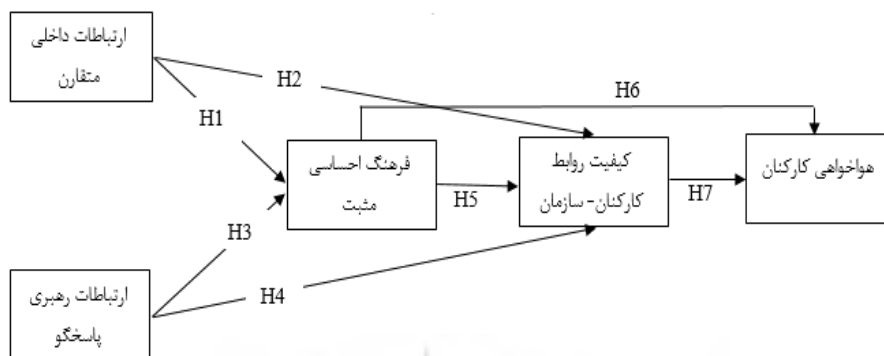 ارتباطات داخلی
متقارن
H2
H6
H1
فرهنگ احساسی
مثبت
کیفیت روابط
کارکنان- سازمان
هواخواهی کارکنان
H5
H7
H3
H4
ارتباطات رهبری
پاسخگو